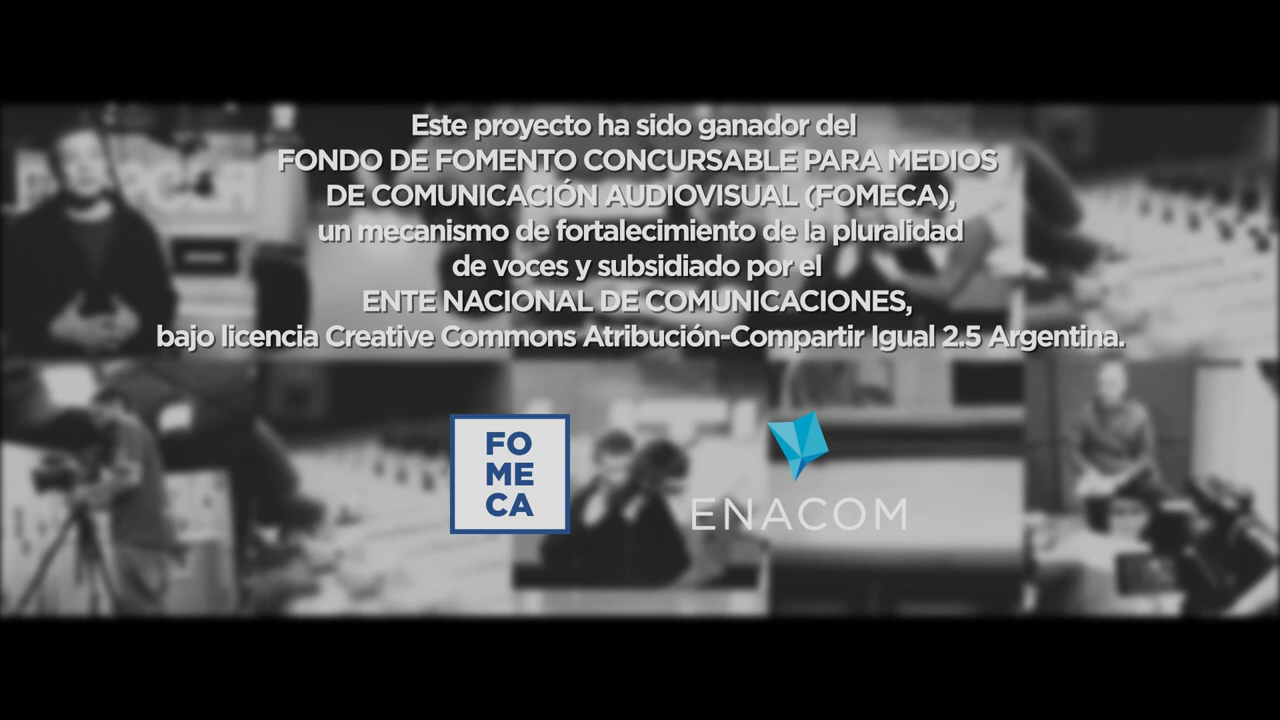 Este proyecto ha sido ganador del
FONDO DE FOMENTO CONCURSABLE PARA MEDIOS
DE COMUNICACIÓN AUDIOVISUAL (FOMECA),
un mecanismo de fortalecimiento de la pluralidad
de voces y subsidiado por el
ENTE NACIONAL DE COMUNICACIONES,
bajo licencia Creative Commons Atribución-Compartir Igual 2.5 Argentina.
FO
ME
CA
ENACOM